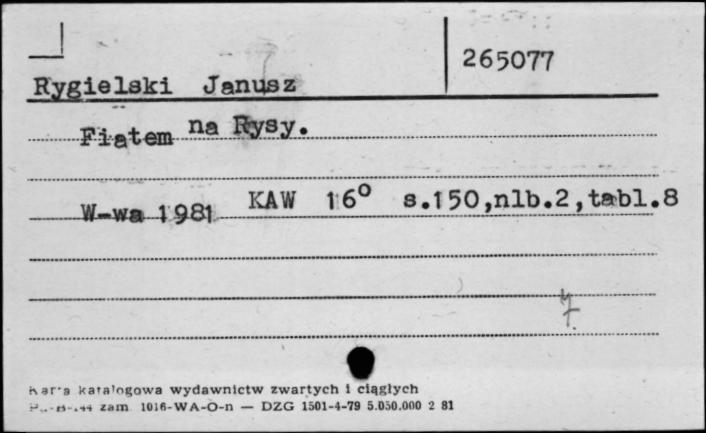 265077
Rygielski Janusz
Fiatem na Rysy.
W-wa 1981 KAW 16° s.150,nlb.2,tabl.8
Karta katalogowa wydawnictw zwartych i ciągłych
zam. 1016-WA-O-n — DZG 1501-4-79 5.050.000 2 81